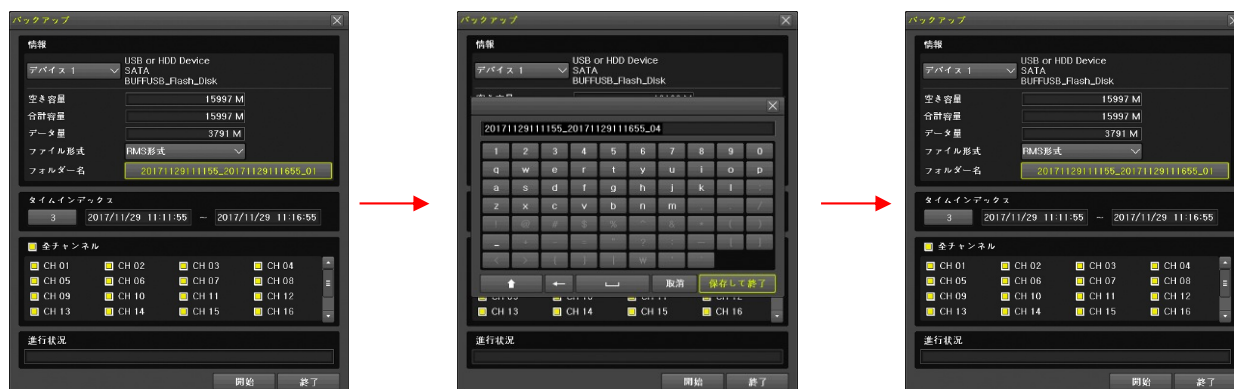 バックアップ
情報
デバイス 1
USB or HDD Device
SATA
BUFFUSB_Flash_Disk
空き容量 15997 M
合計容量 15997 M
データ量 3791 M
ファイル形式 RMS形式
フォルダー名 20171129111155_20171129111655_01
タイムインデックス
3 2017/11/29 11:11:55 ~ 2017/11/29 11:16:55
全チャンネル
CH 01 CH 02 CH 03 CH 04
CH 05 CH 06 CH 07 CH 08
CH 09 CH 10 CH 11 CH 12
CH 13 CH 14 CH 15 CH 16
進行状況
開始 終了
バックアップ
情報
デバイス 1
USB or HDD Device
SATA
BUFFUSB_Flash_Disk
20171129111155_20171129111655_04
1 2 3 4 5 6 7 8 9 0
q w e r t y u i o p
a s d f g h j k l
z x c v b n m
取消 保存して終了
CH 13 CH 14 CH 15 CH 16
進行状況
開始 終了
バックアップ
情報
デバイス 1
USB or HDD Device
SATA
BUFFUSB_Flash_Disk
空き容量 15997 M
合計容量 15997 M
データ量 3791 M
ファイル形式 RMS形式
フォルダー名 20171129111155_20171129111655_01
タイムインデックス
3 2017/11/29 11:11:55 ~ 2017/11/29 11:16:55
全チャンネル
CH 01 CH 02 CH 03 CH 04
CH 05 CH 06 CH 07 CH 08
CH 09 CH 10 CH 11 CH 12
CH 13 CH 14 CH 15 CH 16
進行状況
開始 終了